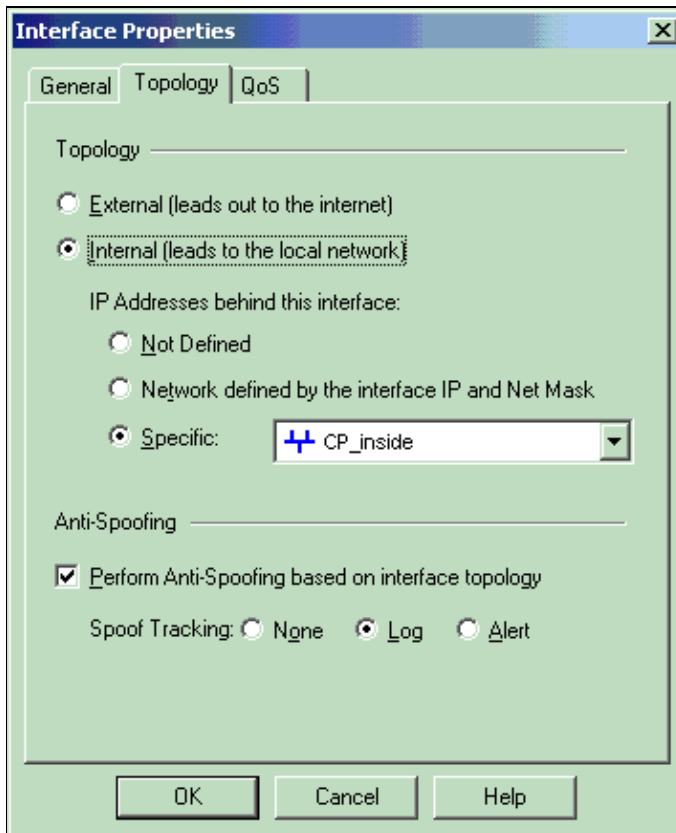 Interface Properties
General Topology QoS
Topology
External (leads out to the internet)
Internal (leads to the local network)
IP Addresses behind this interface:
Not Defined
Network defined by the interface IP and Net Mask
Specific: CP_inside
Anti-Spoofing
Perform Anti-Spoofing based on interface topology
Spoof Tracking: None Log Alert
OK Cancel Help